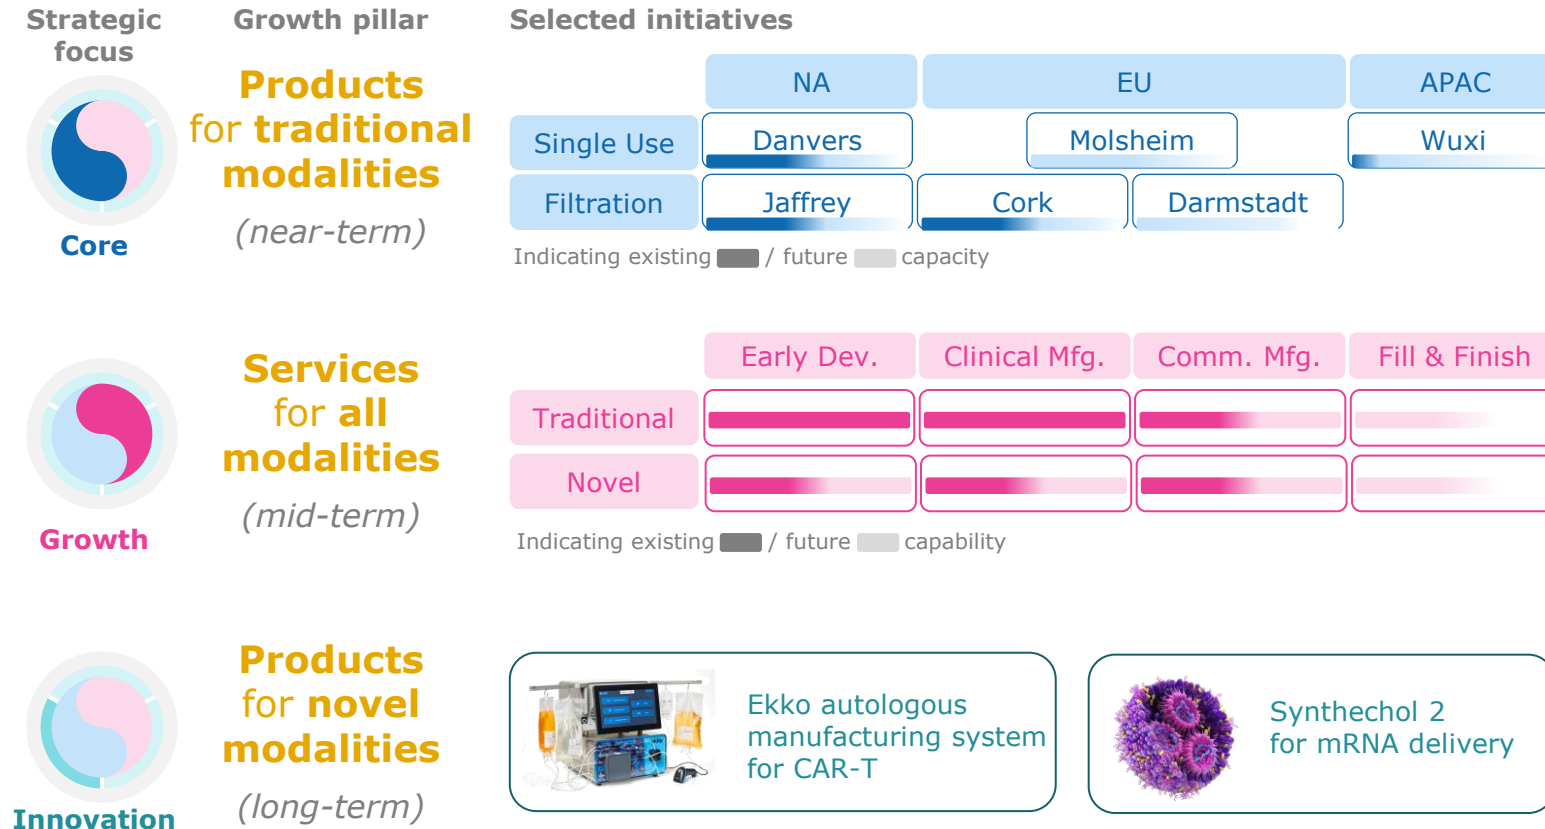 Strategic
focus
Growth pillar
Selected initiatives
Core
Products
for traditional
modalities
(near-term)
NA
EU
APAC
Single Use
Danvers
Molsheim
Wuxi
Filtration
Jaffrey
Cork
Darmstadt
Indicating existing / future capacity
Growth
Services
for all
modalities
(mid-term)
Early Dev.
Clinical Mfg.
Comm. Mfg.
Fill & Finish
Traditional
Novel
Indicating existing / future capability
Innovation
Products
for novel
modalities
(long-term)
Ekko autologous
manufacturing system
for CAR-T
Synthechol 2
for mRNA delivery